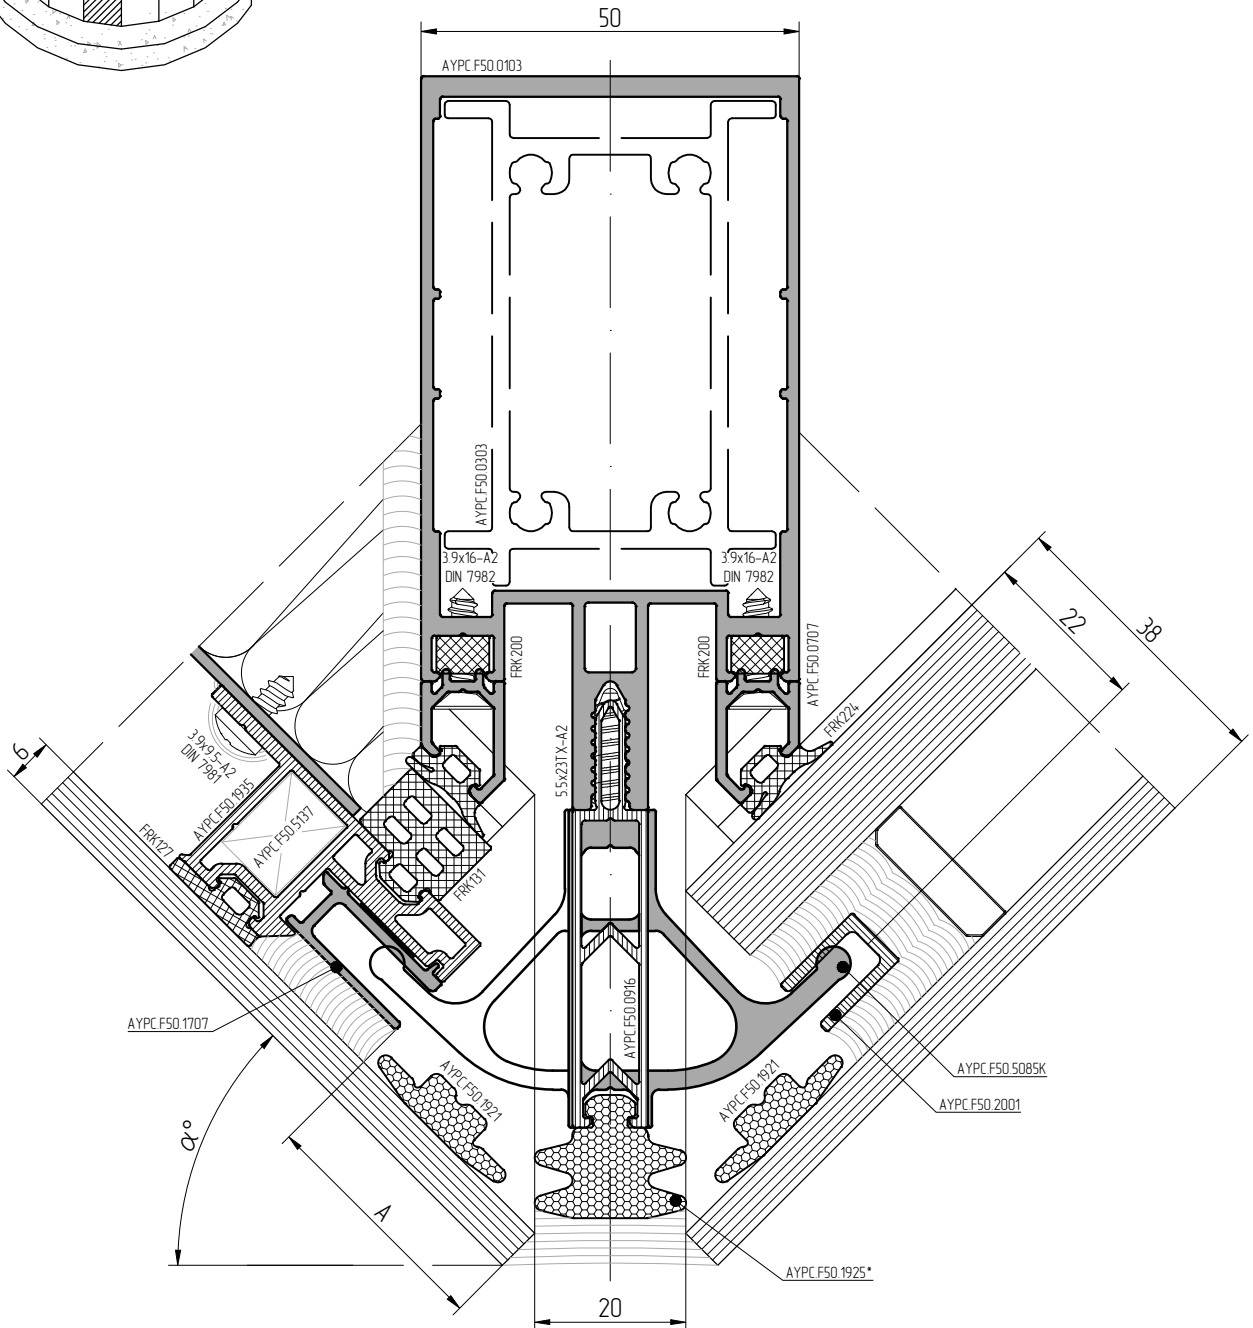 50
AYPC.F50.0103
AYPC.F50.0303
3.9x16-A2
DIN 7982
3.9x16-A2
DIN 7982
FRK200
FRK200
AYPC.F50.0707
22
38
FRK224
5.5x23TX-A2
6
3.9x9.5-A2
DIN 7981
AYPC.F50.1935
AYPC.F50.5137
FRK127
FRK131
AYPC.F50.0916
AYPC.F50.1707
AYPC.F50.1921
AYPC.F50.1921
AYPC.F50.5085K
AYPC.F50.2001
α°
A
AYPC.F50.1925*
20